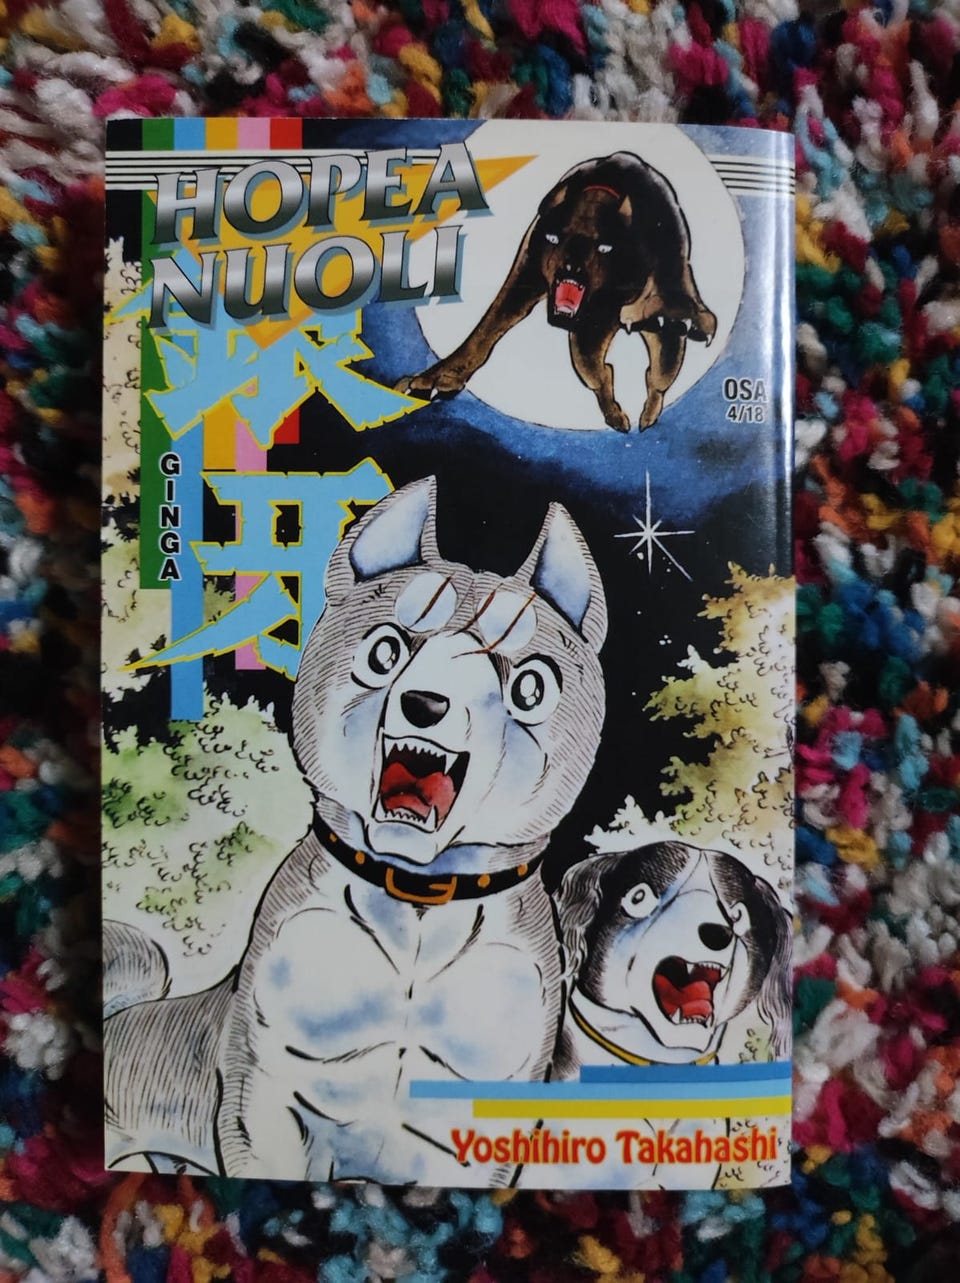 HOPEA
NUOLI
銀
牙
GINGA
OSA
4/18
Yoshihiro Takahashi